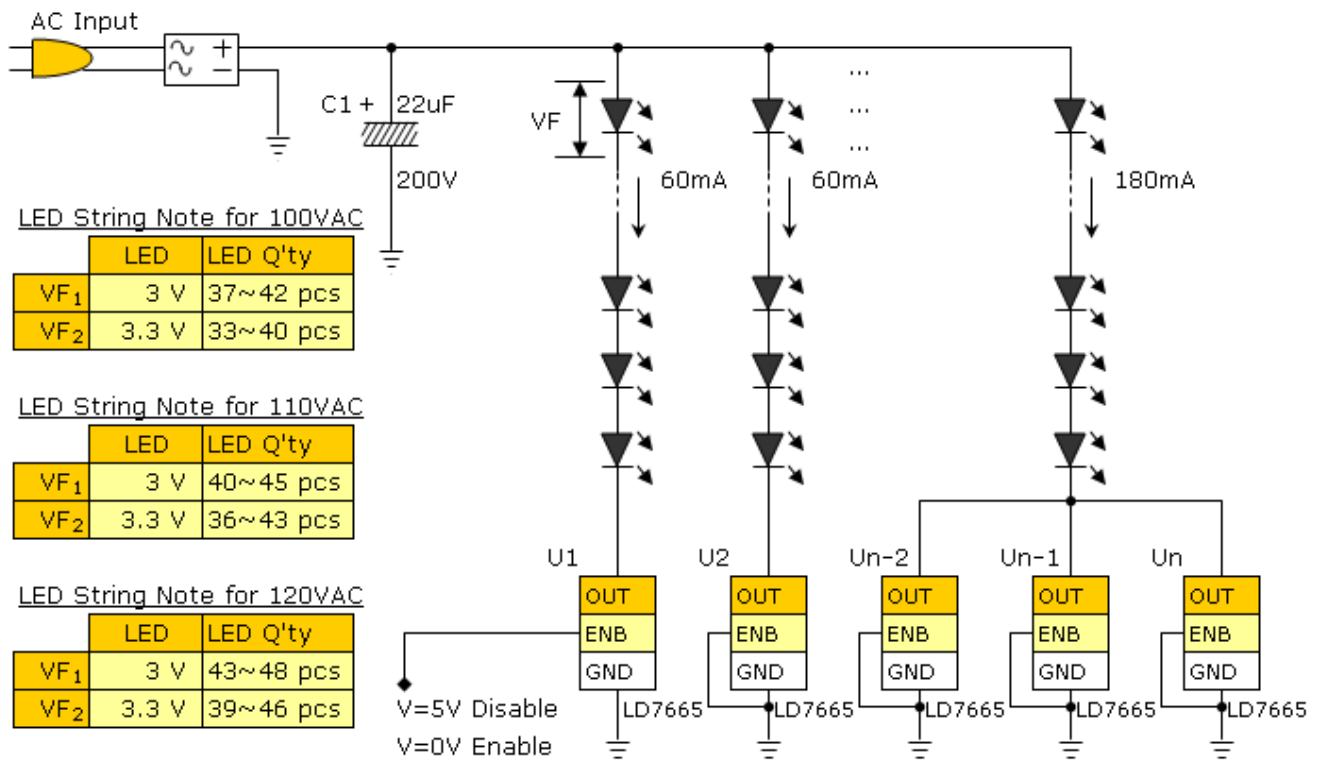 AC Input
+
−
C1 + 22uF
200V
VF
...
...
...
60mA 60mA 180mA
LED String Note for 100VAC
LED LED Q'ty
VF1 3 V 37~42 pcs
VF2 3.3 V 33~40 pcs
LED String Note for 110VAC
LED LED Q'ty
VF1 3 V 40~45 pcs
VF2 3.3 V 36~43 pcs
LED String Note for 120VAC
LED LED Q'ty
VF1 3 V 43~48 pcs
VF2 3.3 V 39~46 pcs
U1 U2 Un-2 Un-1 Un
OUT OUT OUT OUT OUT
ENB ENB ENB ENB ENB
GND GND GND GND GND
LD7665 LD7665 LD7665 LD7665 LD7665
V=5V Disable
V=0V Enable